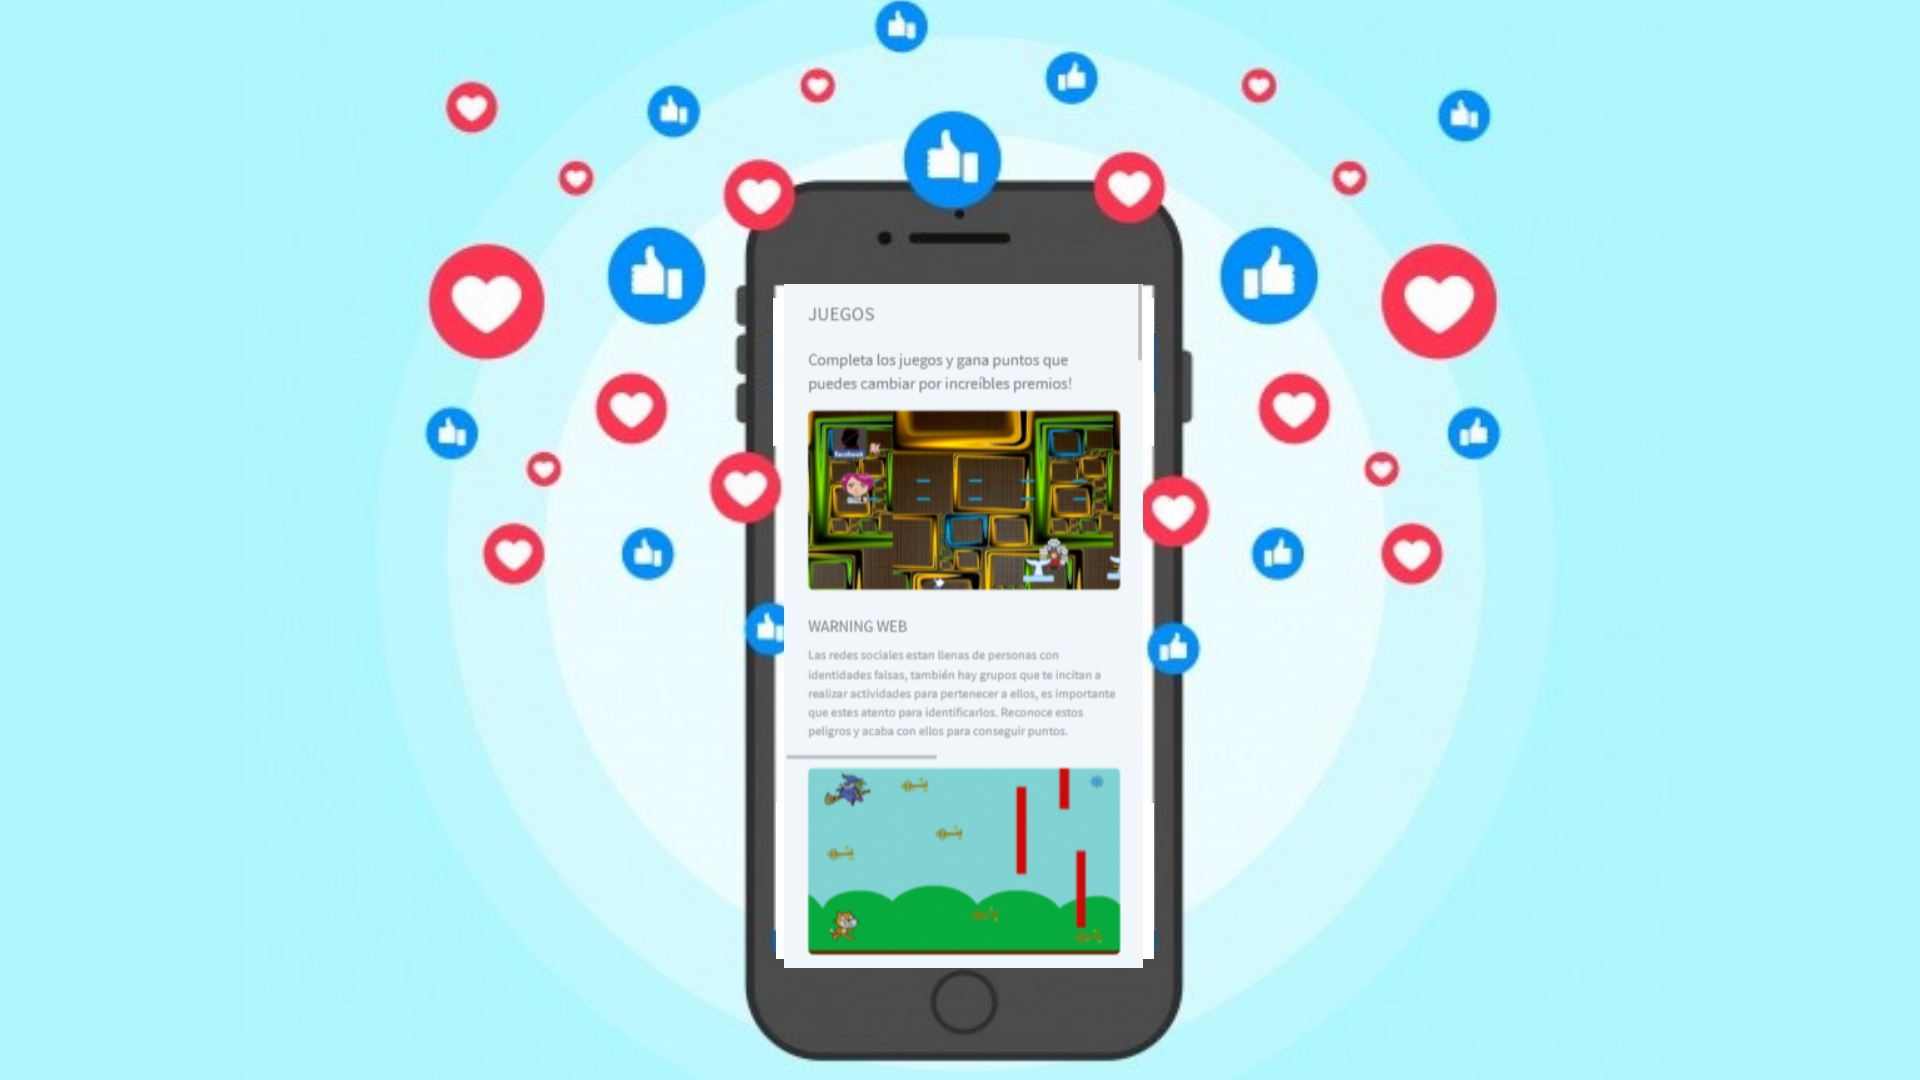 JUEGOS
Completa los juegos y gana puntos que
puedes cambiar por increíbles premios!
facebook
WARNING WEB
Las redes sociales estan llenas de personas con
identidades falsas, también hay grupos que te incitan a
realizar actividades para pertenecer a ellos, es importante
que estes atento para identificarlos. Reconoce estos
peligros y acaba con ellos para conseguir puntos.